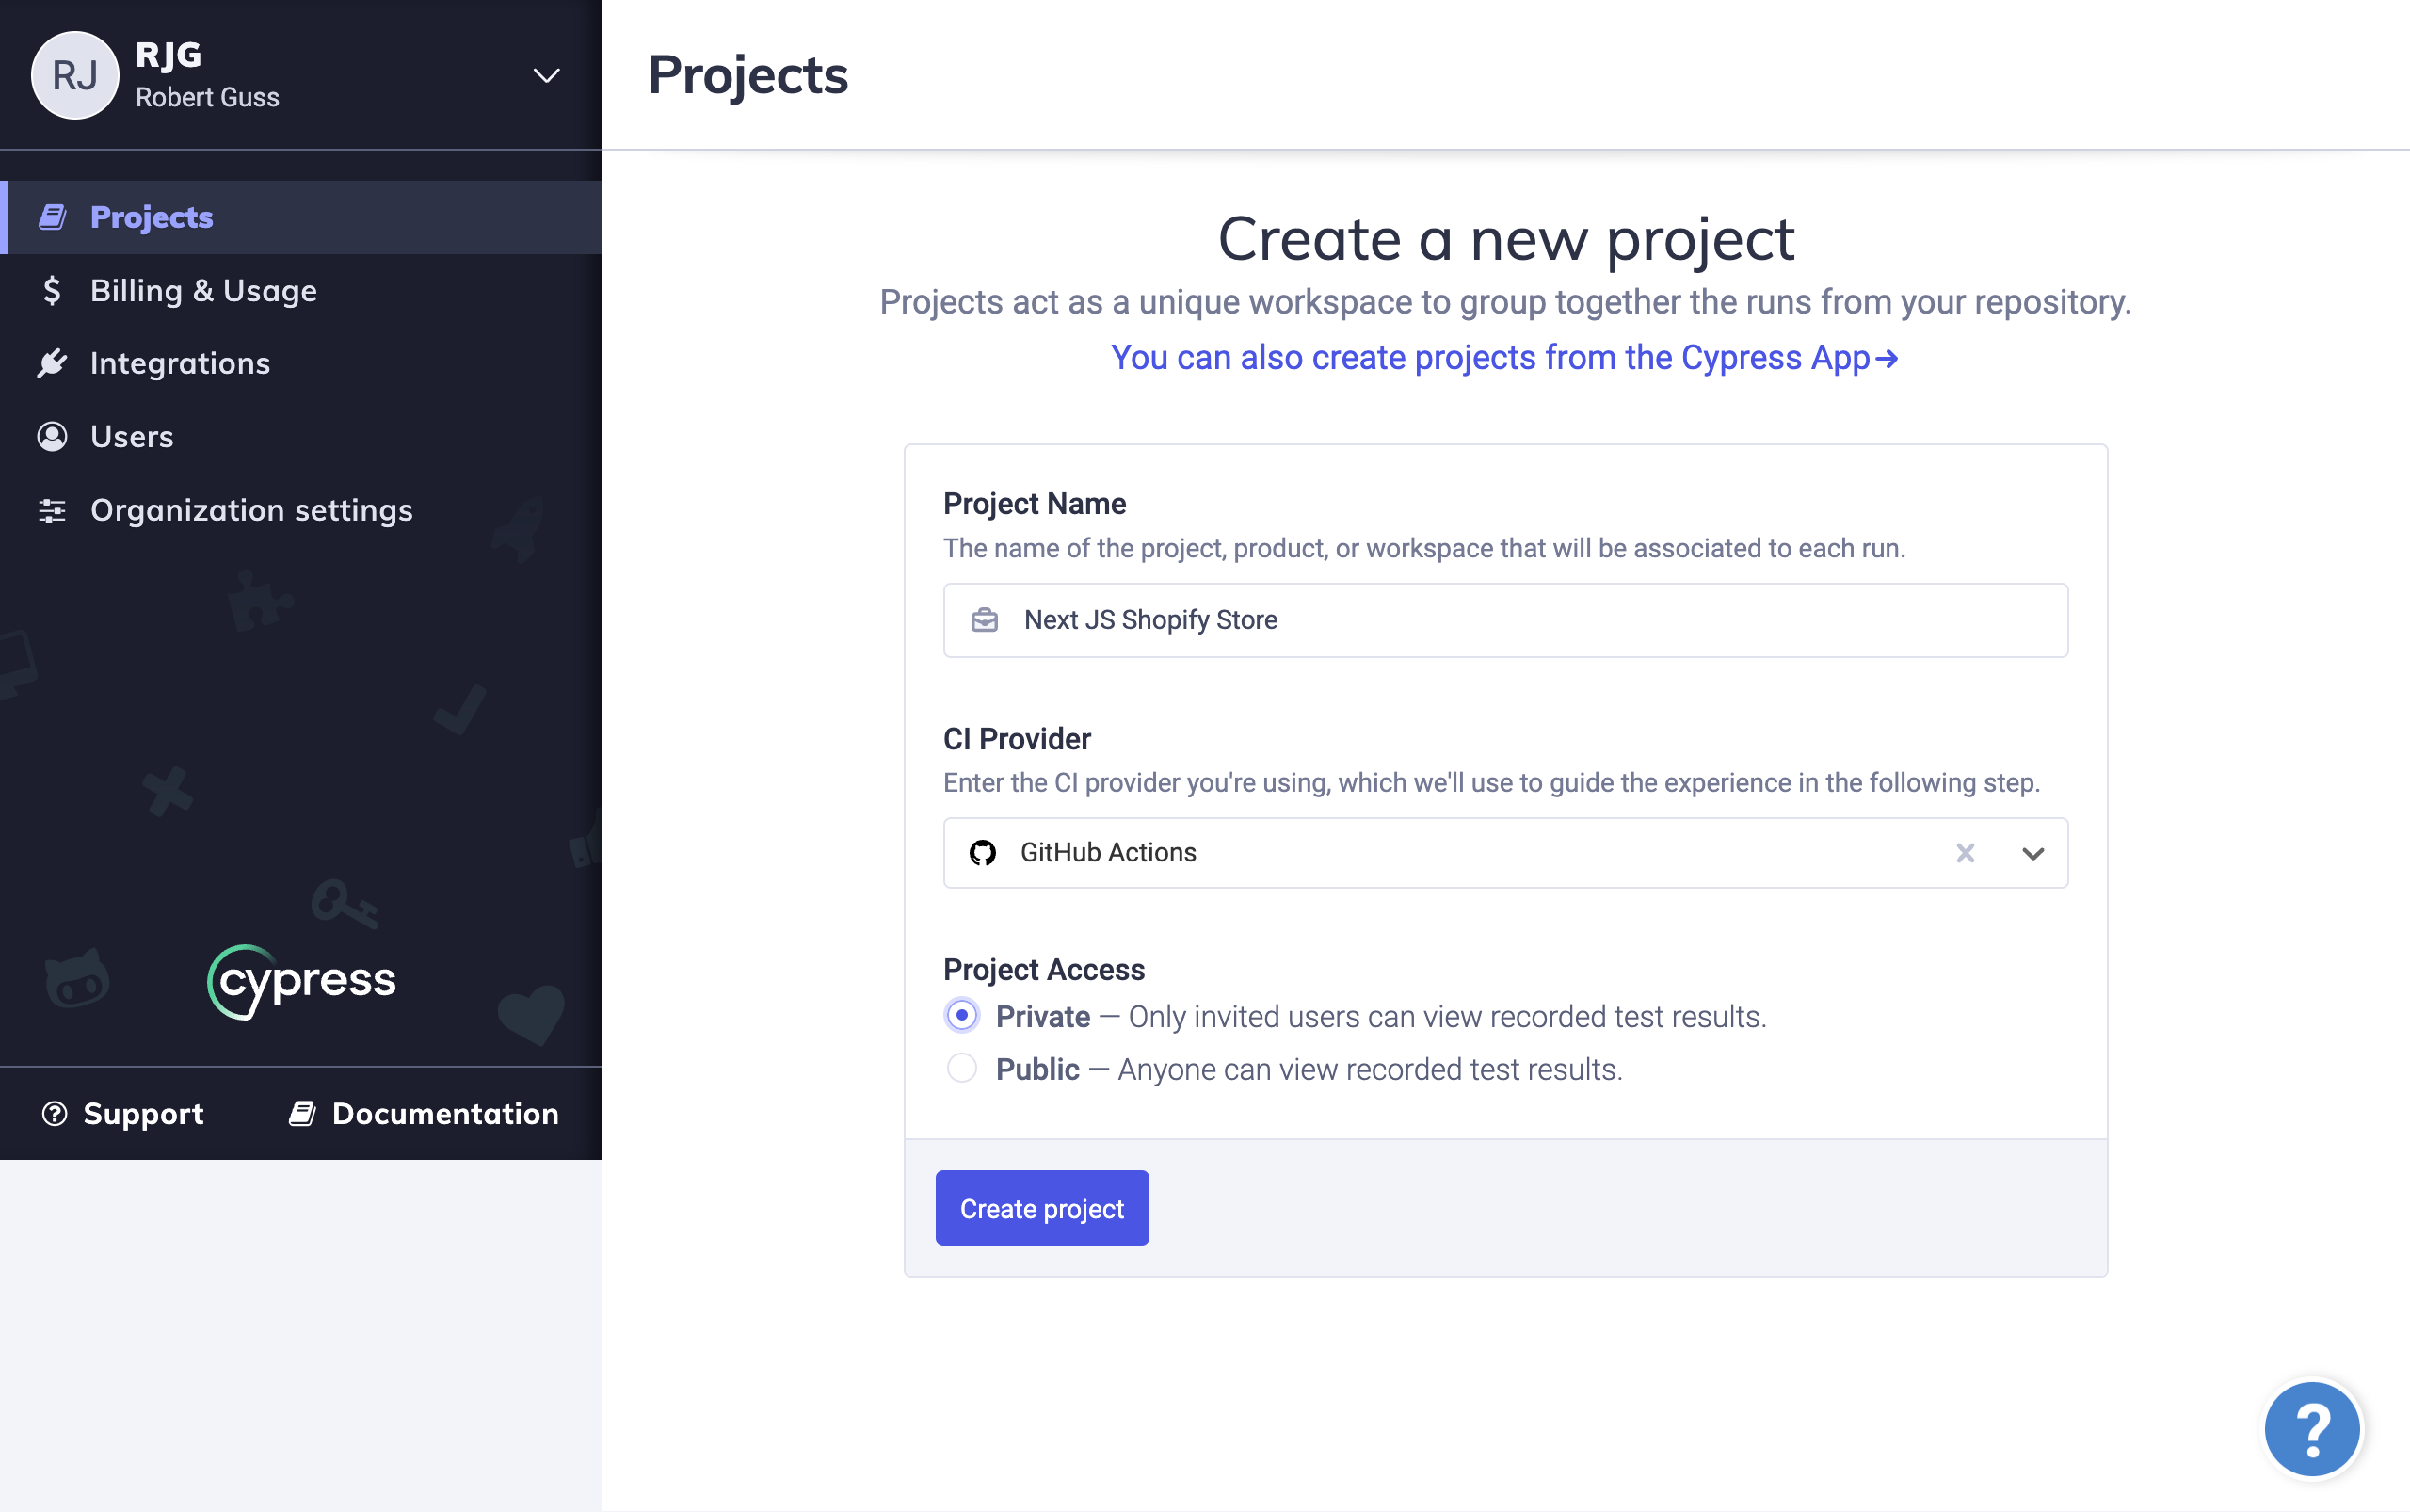 RJ
RJG
Robert Guss
Projects
Billing & Usage
Integrations
Users
Organization settings
cypress
Support
Documentation
Projects
Create a new project
Projects act as a unique workspace to group together the runs from your repository.
You can also create projects from the Cypress App→
Project Name
The name of the project, product, or workspace that will be associated to each run.
Next JS Shopify Store
CI Provider
Enter the CI provider you're using, which we'll use to guide the experience in the following step.
GitHub Actions
Project Access
Private — Only invited users can view recorded test results.
Public — Anyone can view recorded test results.
Create project
?